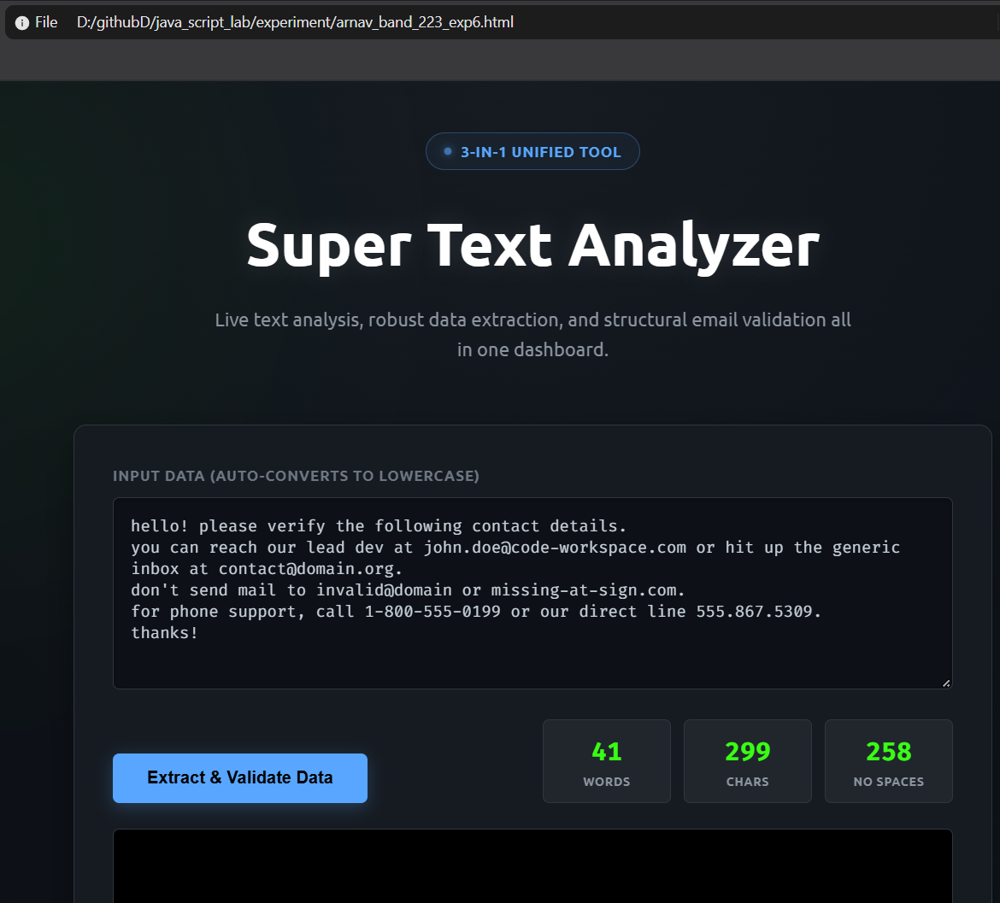 File D:/githubD/java_script_lab/experiment/arnav_band_223_exp6.html
3-IN-1 UNIFIED TOOL
Super Text Analyzer
Live text analysis, robust data extraction, and structural email validation all
in one dashboard.
INPUT DATA (AUTO-CONVERTS TO LOWERCASE)
hello! please verify the following contact details.
you can reach our lead dev at john.doe@code-workspace.com or hit up the generic
inbox at contact@domain.org.
don't send mail to invalid@domain or missing-at-sign.com.
for phone support, call 1-800-555-0199 or our direct line 555.867.5309.
thanks!
Extract & Validate Data
41
WORDS
299
CHARS
258
NO SPACES